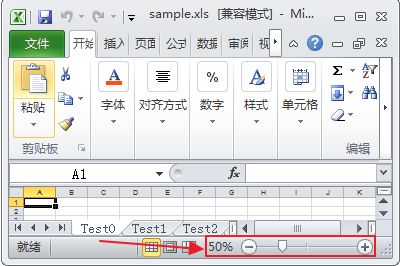 sample.xls [兼容模式] - Mi...
文件 开始 插入 页面 公式 数据 审阅 视
粘贴 字体 对齐方式 数字 样式 单元格
剪贴板 编辑
A1 fx
A B C D E F G H I J K
1
2
Test0 Test1 Test2
就绪 50%